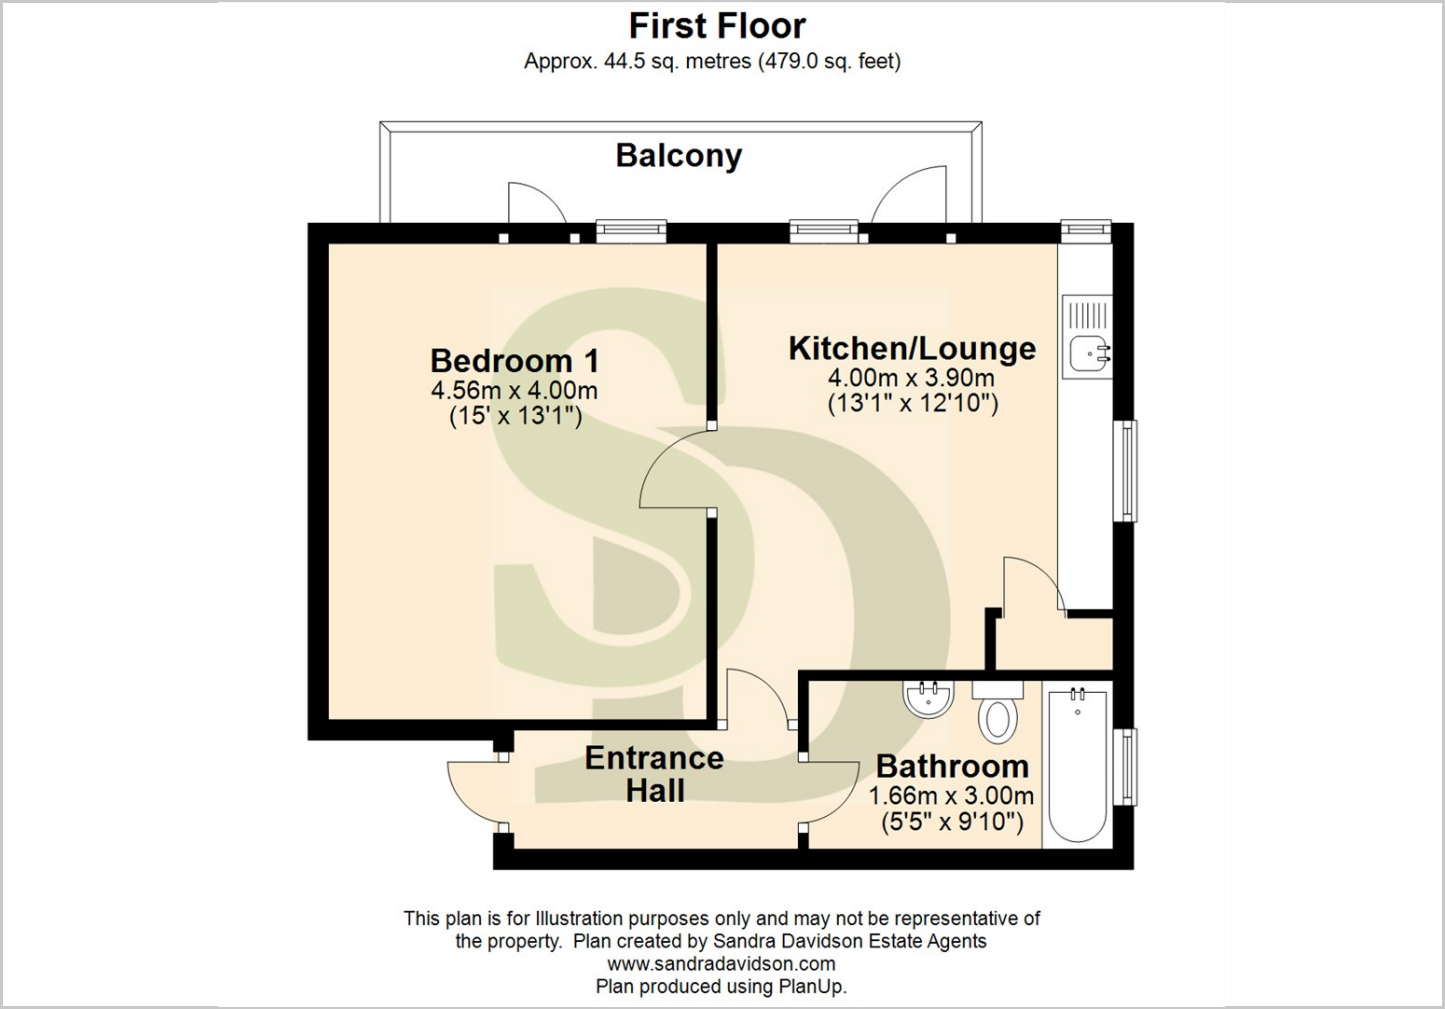 First Floor
Approx. 44.5 sq. metres (479.0 sq. feet)
Balcony
Bedroom 1
4.56m x 4.00m
(15' x 13'1")
Kitchen/Lounge
4.00m x 3.90m
(13'1" x 12'10")
Entrance
Hall
Bathroom
1.66m x 3.00m
(5'5" x 9'10")
SD
This plan is for Illustration purposes only and may not be representative of
the property.  Plan created by Sandra Davidson Estate Agents
www.sandradavidson.com
Plan produced using PlanUp.